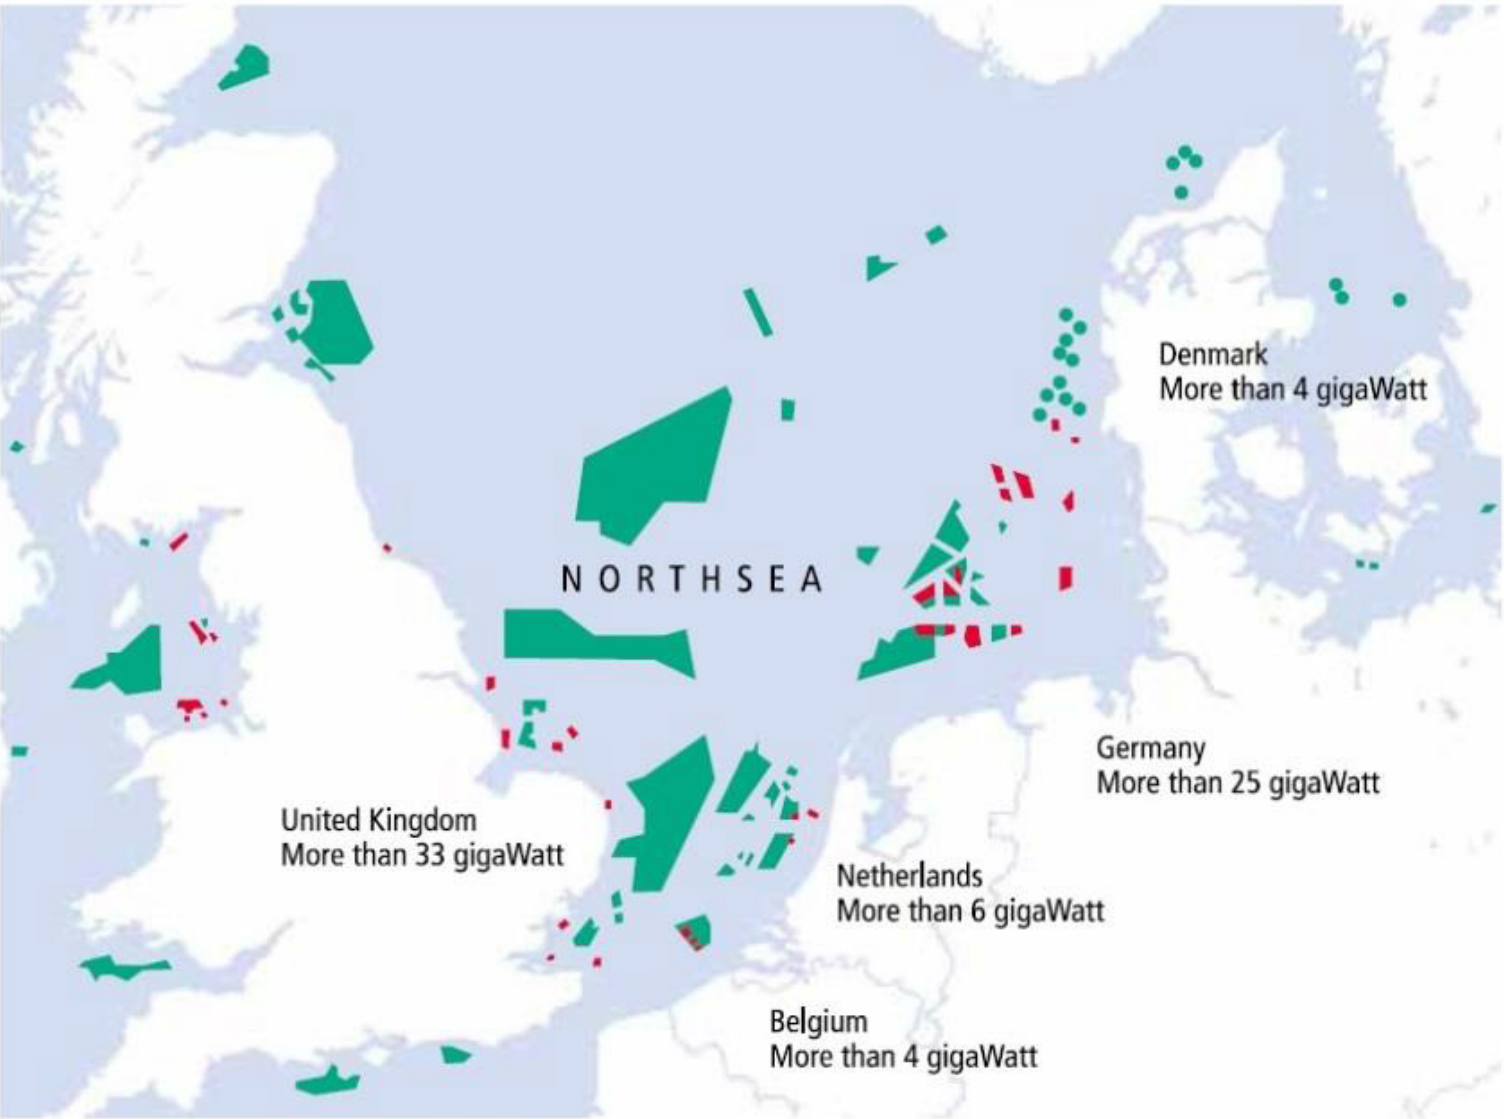 Denmark
More than 4 gigaWatt
NORTHSEA
Germany
More than 25 gigaWatt
United Kingdom
More than 33 gigaWatt
Netherlands
More than 6 gigaWatt
Belgium
More than 4 gigaWatt